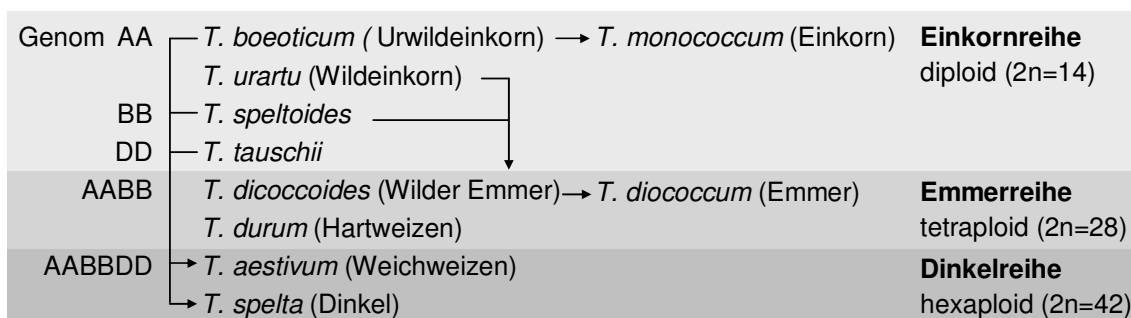 Genom AA T. boeoticum ( Urwildeinkorn) T. monococcum (Einkorn) Einkornreihe
T. urartu (Wildeinkorn) diploid (2n=14)
BB T. speltoides
DD T. tauschii
AABB T. dicoccoides (Wilder Emmer) T. diococcum (Emmer) Emmerreihe
T. durum (Hartweizen) tetraploid (2n=28)
AABBDD T. aestivum (Weichweizen) Dinkelreihe
T. spelta (Dinkel) hexaploid (2n=42)